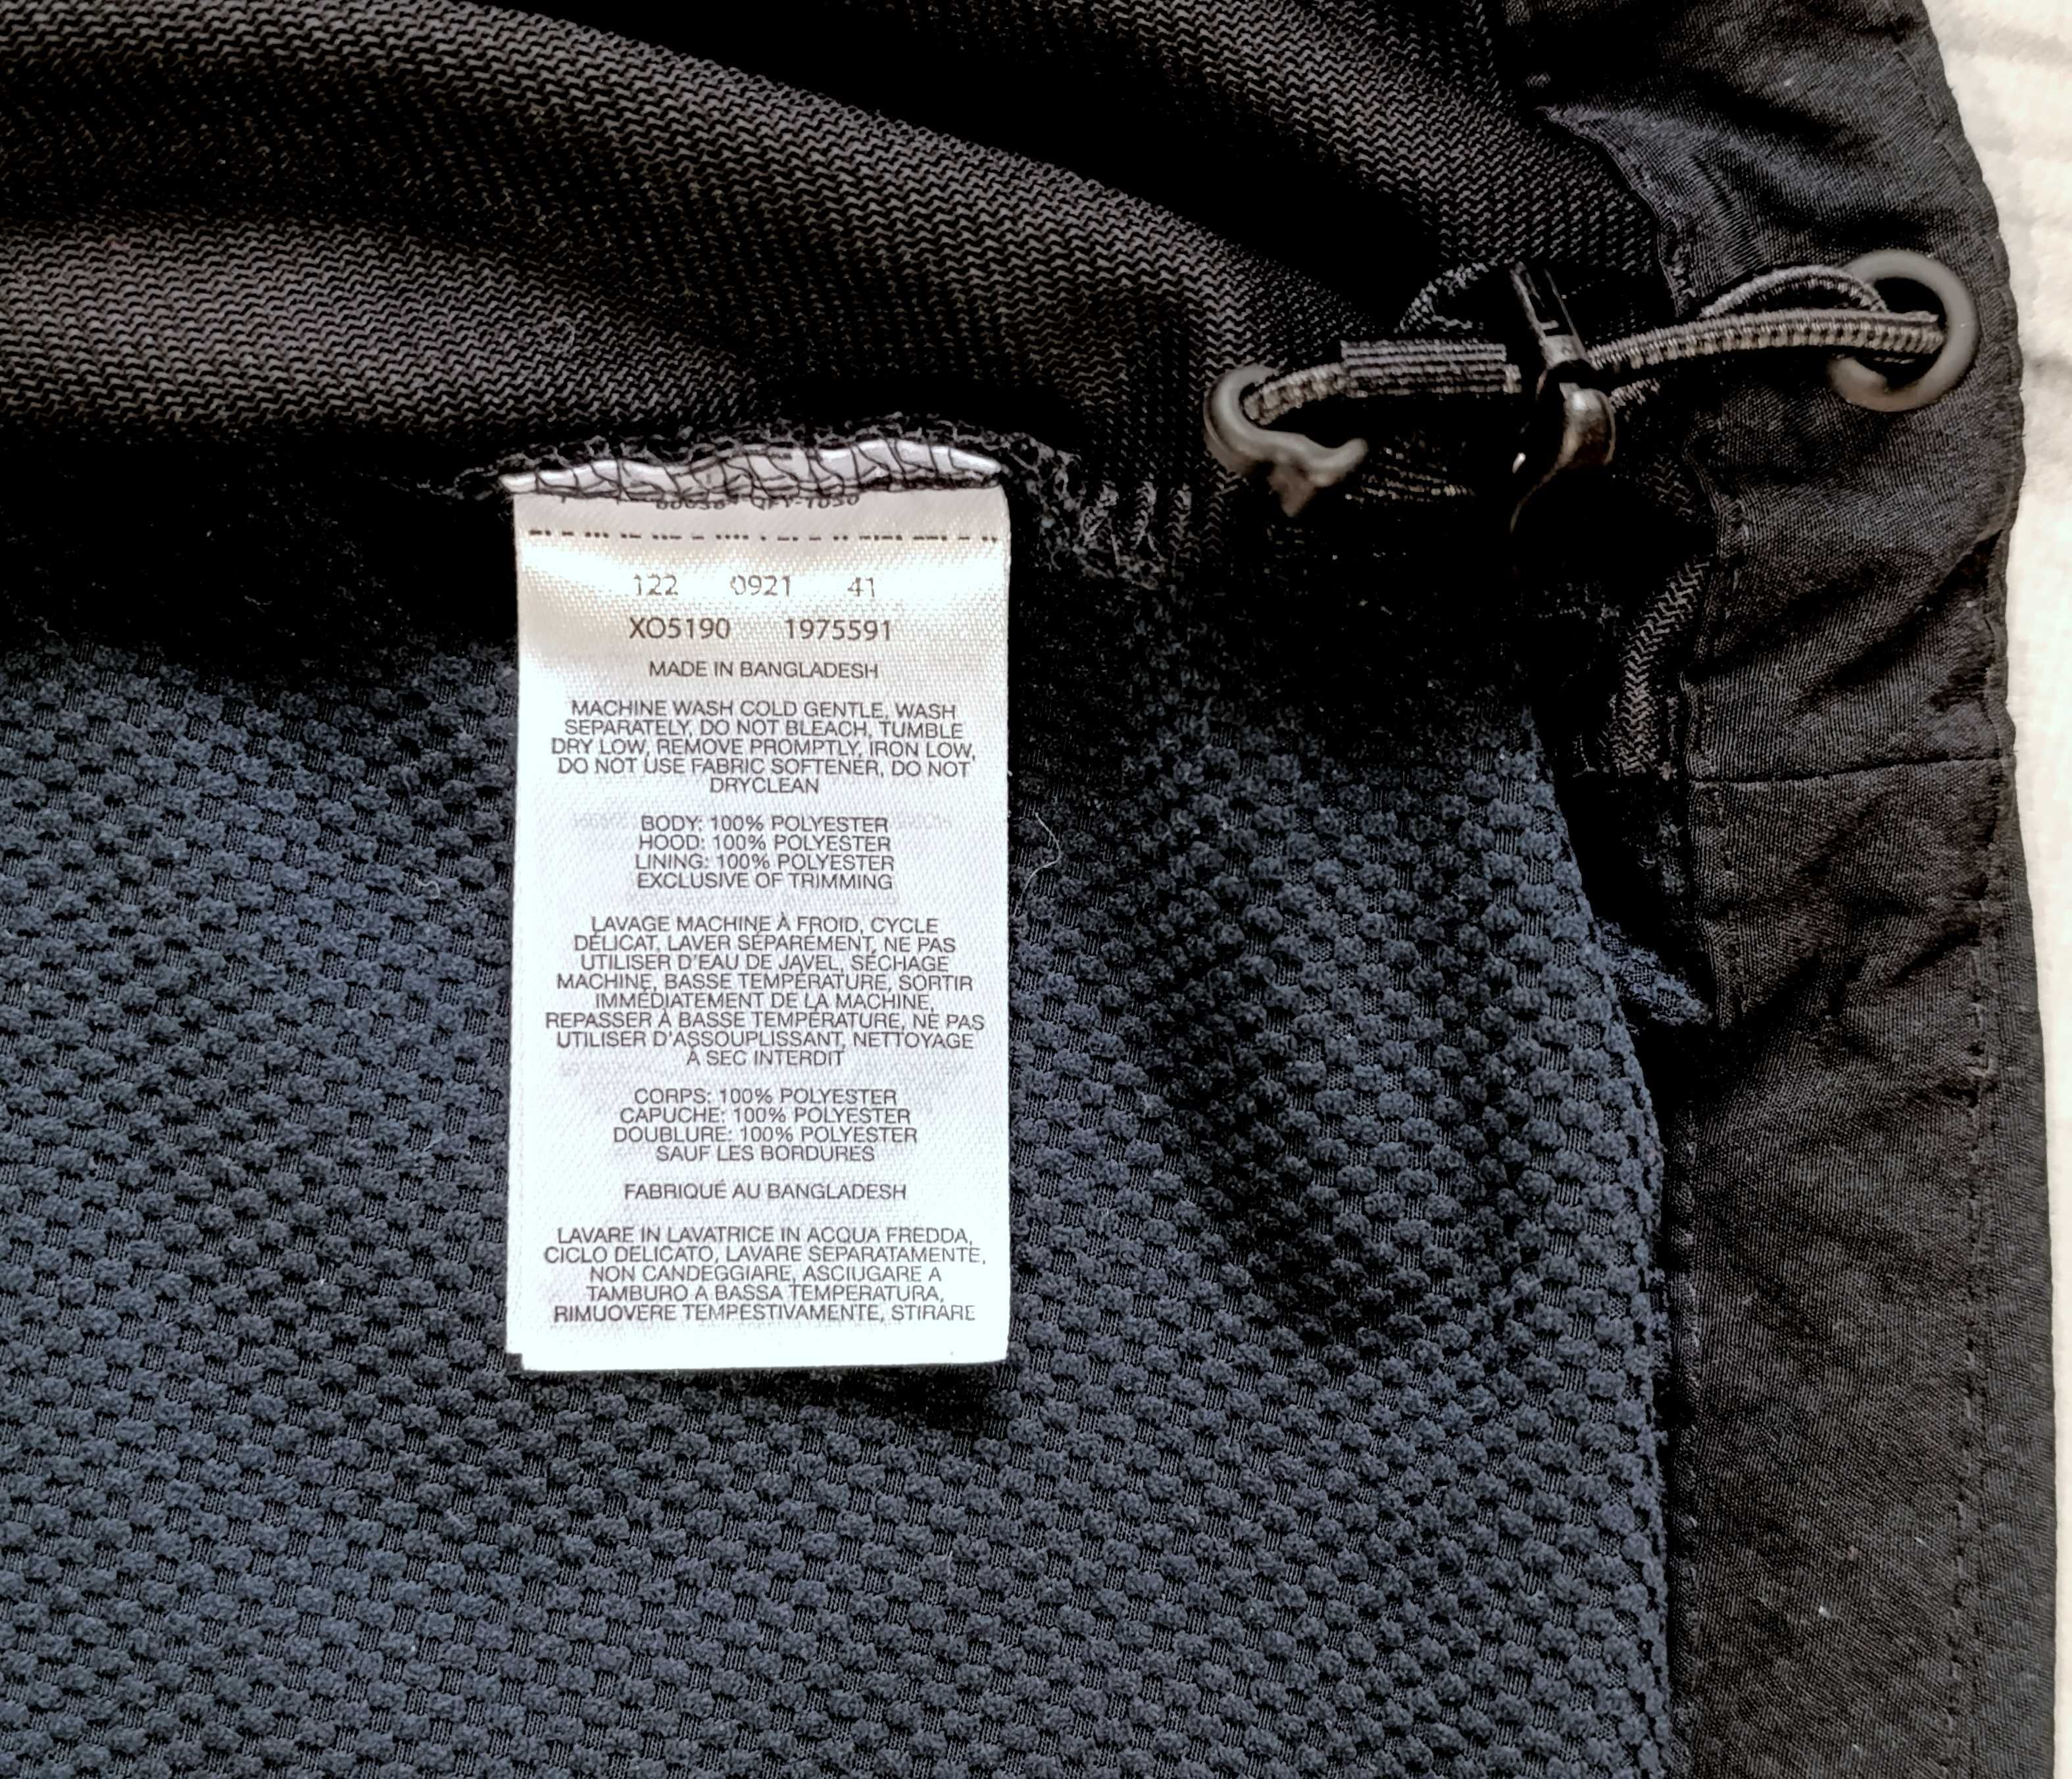 122 0921 41
XO5190 1975591
MADE IN BANGLADESH
MACHINE WASH COLD GENTLE, WASH
SEPARATELY, DO NOT BLEACH, TUMBLE
DRY LOW, REMOVE PROMPTLY, IRON LOW,
DO NOT USE FABRIC SOFTENER, DO NOT
DRYCLEAN
BODY: 100% POLYESTER
HOOD: 100% POLYESTER
LINING: 100% POLYESTER
EXCLUSIVE OF TRIMMING
LAVAGE MACHINE À FROID, CYCLE
DÉLICAT, LAVER SÉPARÉMENT, NE PAS
UTILISER D'EAU DE JAVEL, SÉCHAGE
MACHINE, BASSE TEMPÉRATURE, SORTIR
IMMÉDIATEMENT DE LA MACHINE,
REPASSER À BASSE TEMPÉRATURE, NE PAS
UTILISER D'ASSOUPLISSANT, NETTOYAGE
À SEC INTERDIT
CORPS: 100% POLYESTER
CAPUCHE: 100% POLYESTER
DOUBLURE: 100% POLYESTER
SAUF LES BORDURES
FABRIQUÉ AU BANGLADESH
LAVARE IN LAVATRICE IN ACQUA FREDDA,
CICLO DELICATO, LAVARE SEPARATAMENTE,
NON CANDEGGIARE, ASCIUGARE A
TAMBURO A BASSA TEMPERATURA,
RIMUOVERE TEMPESTIVAMENTE, STIRARE